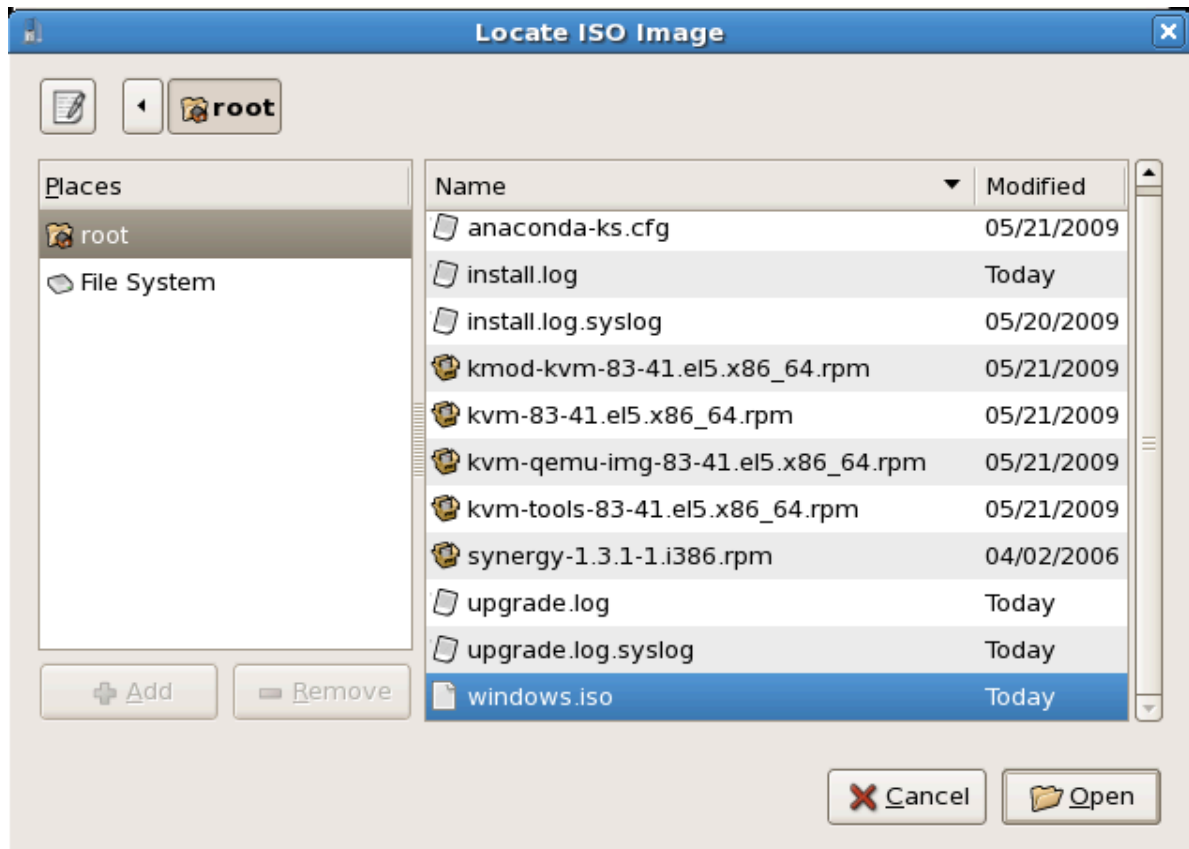 Locate ISO Image
root
Places
root
File System
Add Remove
Name Modified
anaconda-ks.cfg 05/21/2009
install.log Today
install.log.syslog 05/20/2009
kmod-kvm-83-41.el5.x86_64.rpm 05/21/2009
kvm-83-41.el5.x86_64.rpm 05/21/2009
kvm-qemu-img-83-41.el5.x86_64.rpm 05/21/2009
kvm-tools-83-41.el5.x86_64.rpm 05/21/2009
synergy-1.3.1-1.i386.rpm 04/02/2006
upgrade.log Today
upgrade.log.syslog Today
windows.iso Today
Cancel Open